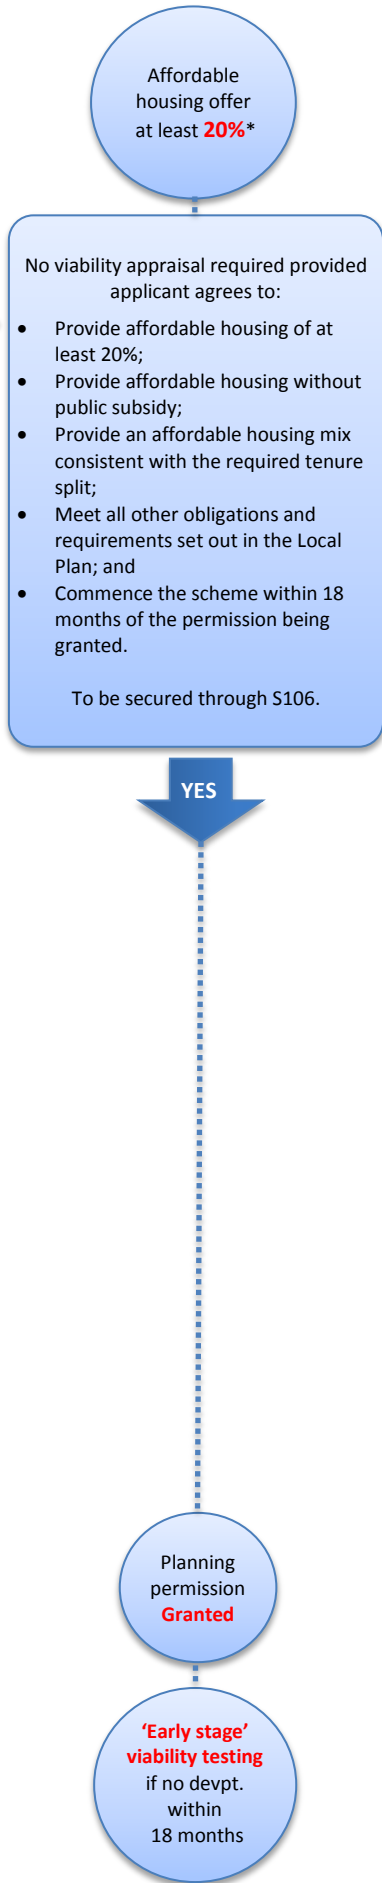 Affordable
housing offer
at least 20%*
No viability appraisal required provided
applicant agrees to:
• Provide affordable housing of at
least 20%;
• Provide affordable housing without
public subsidy;
• Provide an affordable housing mix
consistent with the required tenure
split;
• Meet all other obligations and
requirements set out in the Local
Plan; and
• Commence the scheme within 18
months of the permission being
granted.
To be secured through S106.
YES
Planning
permission
Granted
‘Early stage’
viability testing
if no devpt.
within
18 months